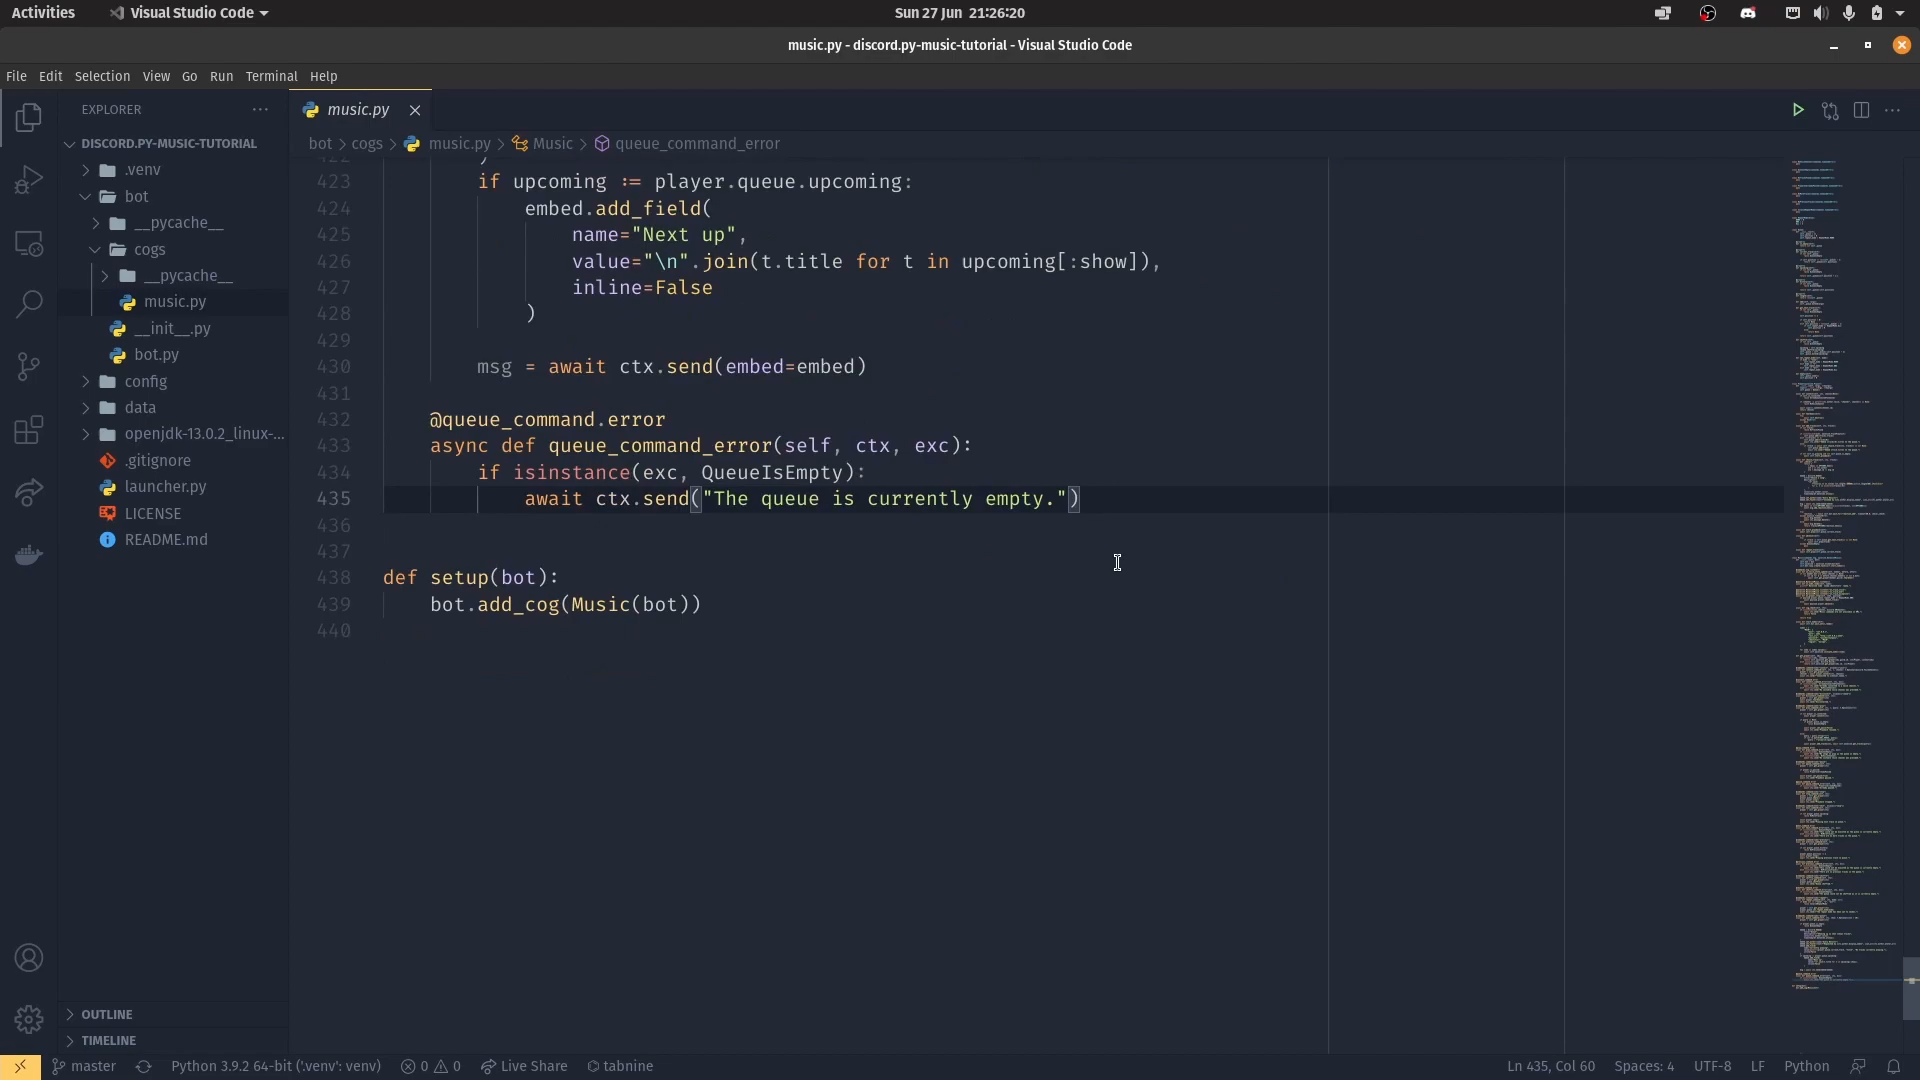 Activities
Visual Studio Code
Sun 27 Jun 21:26:20
music.py - discord.py-music-tutorial - Visual Studio Code
File Edit Selection View Go Run Terminal Help
EXPLORER
music.py
DISCORD.PY-MUSIC-TUTORIAL
.venv
bot
__pycache__
cogs
__pycache__
music.py
__init__.py
bot.py
config
data
openjdk-13.0.2_linux-...
.gitignore
launcher.py
LICENSE
README.md
OUTLINE
TIMELINE
bot > cogs > music.py > Music > queue_command_error
422 )
423 if upcoming := player.queue.upcoming:
424 embed.add_field(
425 name="Next up",
426 value="\n".join(t.title for t in upcoming[:show]),
427 inline=False
428 )
429
430 msg = await ctx.send(embed=embed)
431
432 @queue_command.error
433 async def queue_command_error(self, ctx, exc):
434 if isinstance(exc, QueueIsEmpty):
435 await ctx.send("The queue is currently empty.")
436
437
438 def setup(bot):
439 bot.add_cog(Music(bot))
440
master Python 3.9.2 64-bit ('.venv': venv) 0 0 Live Share tabnine Ln 435, Col 60 Spaces: 4 UTF-8 LF Python